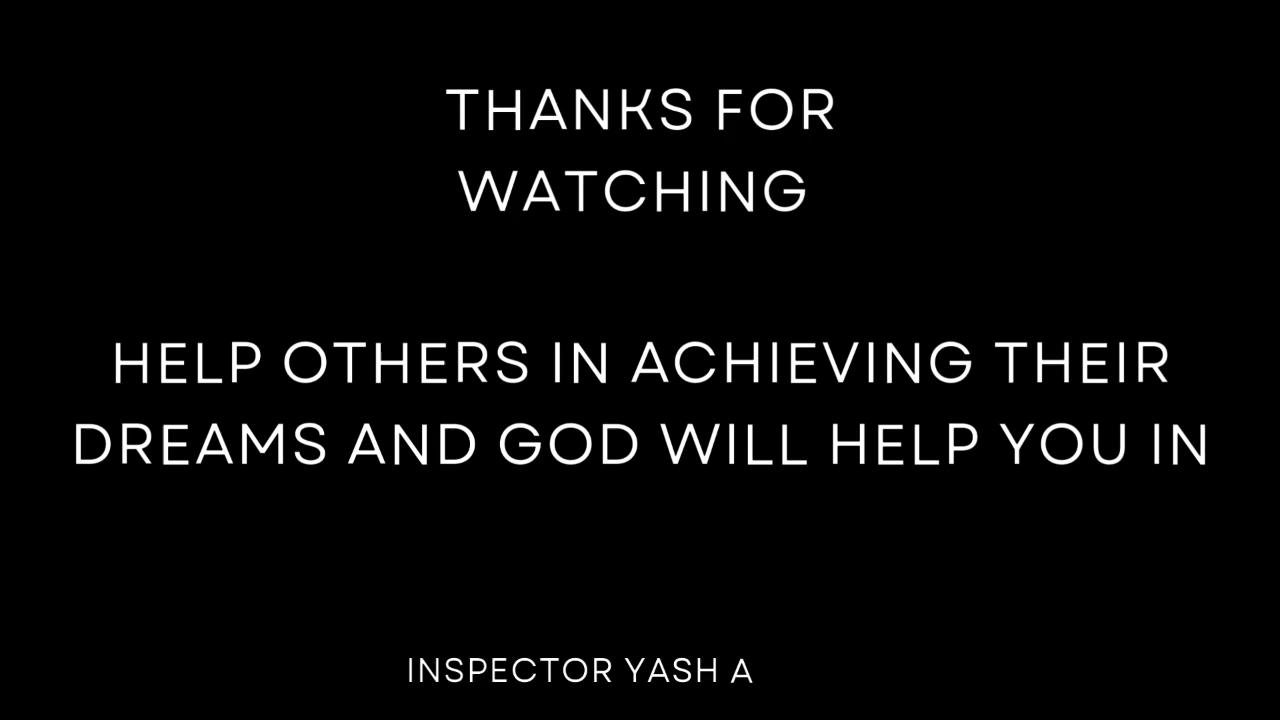 THANKS FOR
WATCHING
HELP OTHERS IN ACHIEVING THEIR
DREAMS AND GOD WILL HELP YOU IN
INSPECTOR YASH A